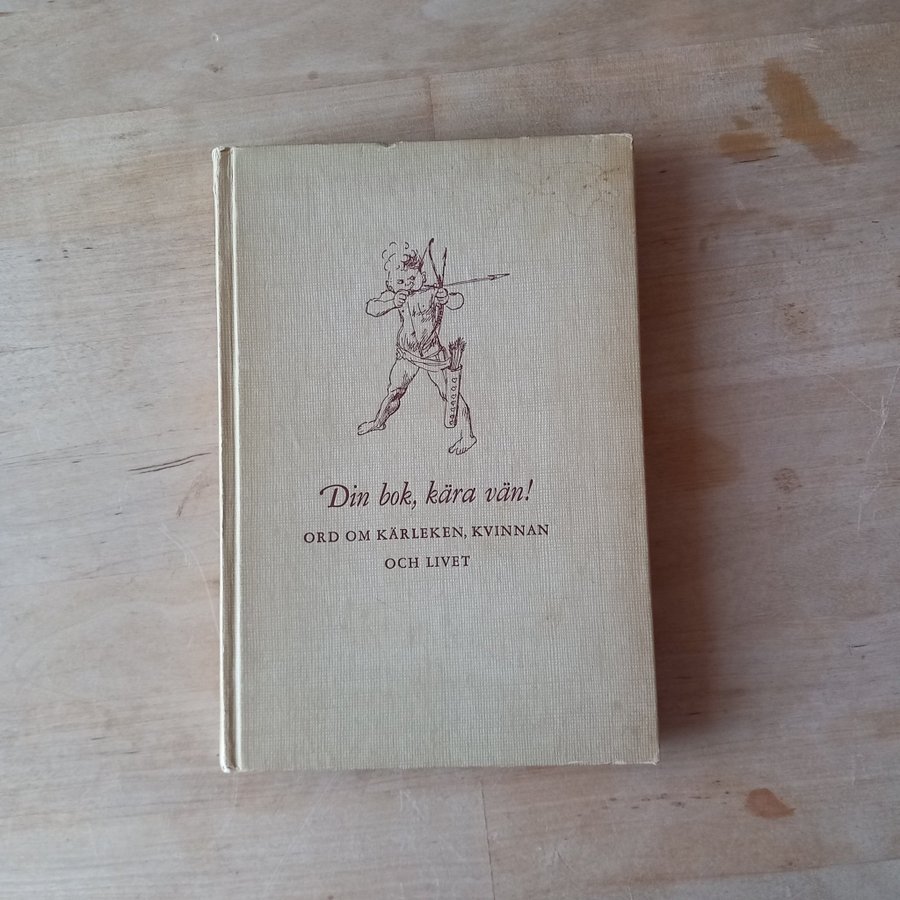 Din bok, kära vän!
ORD OM KÄRLEKEN, KVINNAN
OCH LIVET